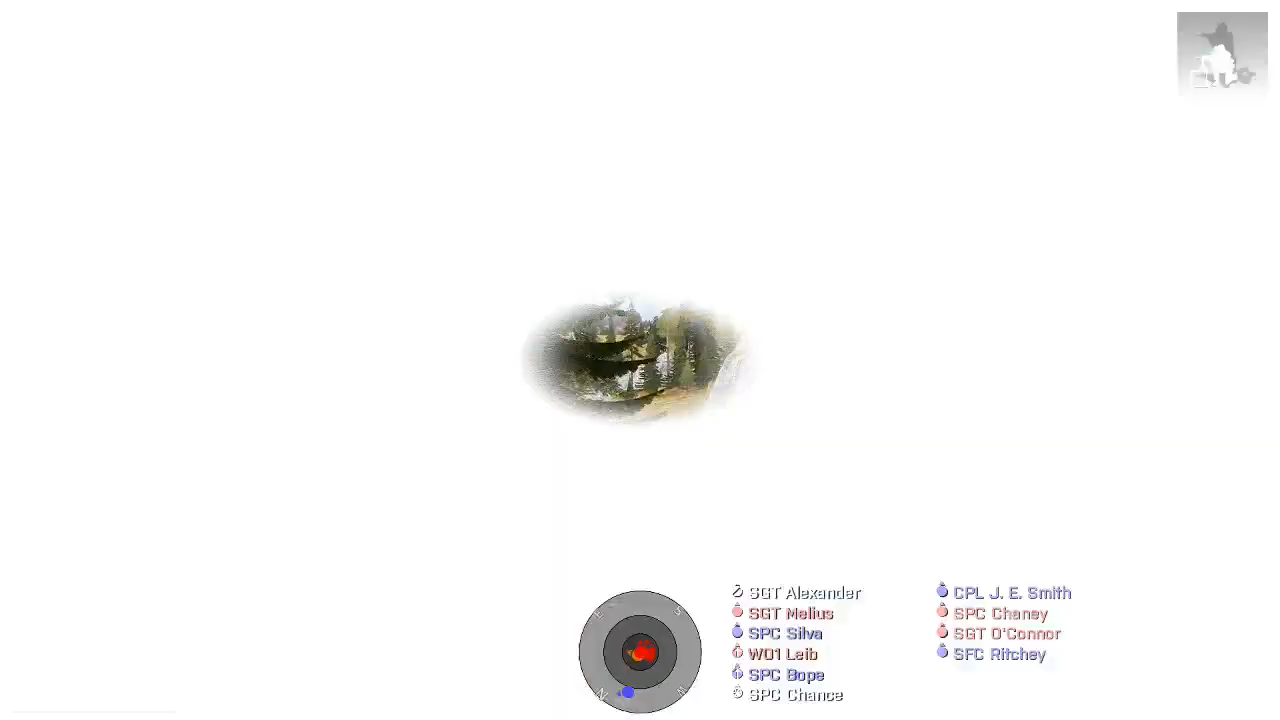 SGT Alexander
SGT Melius
SPC Silva
WO1 Leib
SPC Bope
SPC Chance
CPL J. E. Smith
SPC Chaney
SGT O'Connor
SFC Ritchey
E
S
N
W